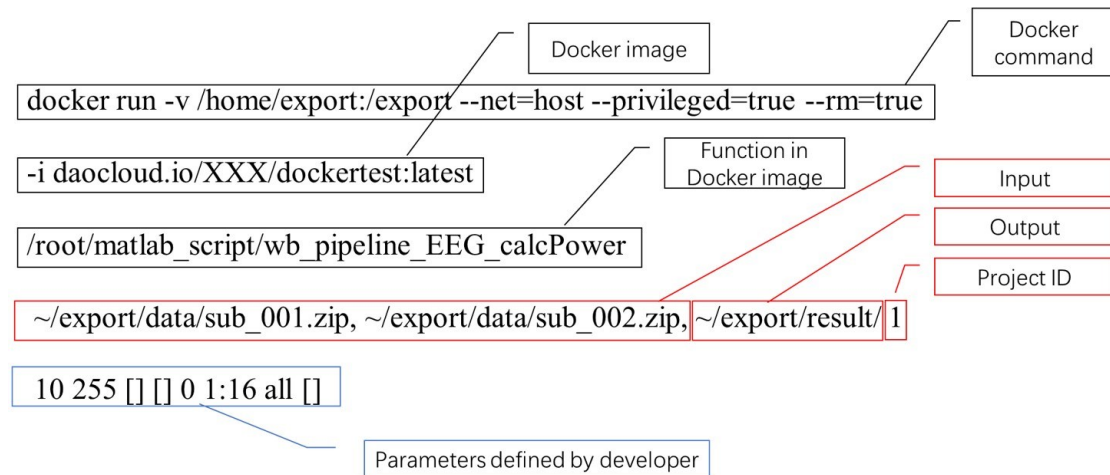 Docker image
Docker
command
docker run -v /home/export:/export --net=host --privileged=true --rm=true
-i daocloud.io/XXX/dockertest:latest
Function in
Docker image
Input
Output
/root/matlab_script/wb_pipeline_EEG_calcPower
Project ID
~/export/data/sub_001.zip, ~/export/data/sub_002.zip, ~/export/result/ 1
10 255 [] [] 0 1:16 all []
Parameters defined by developer